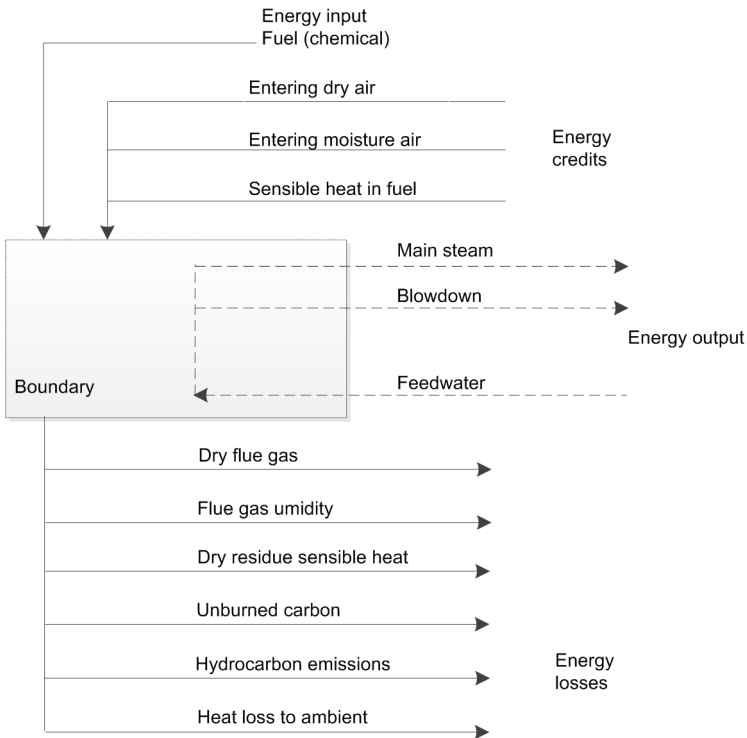 Energy input
Fuel (chemical)
Entering dry air
Entering moisture air
Energy
credits
Sensible heat in fuel
Main steam
Blowdown
Energy output
Boundary
Feedwater
Dry flue gas
Flue gas umidity
Dry residue sensible heat
Unburned carbon
Hydrocarbon emissions
Energy
losses
Heat loss to ambient